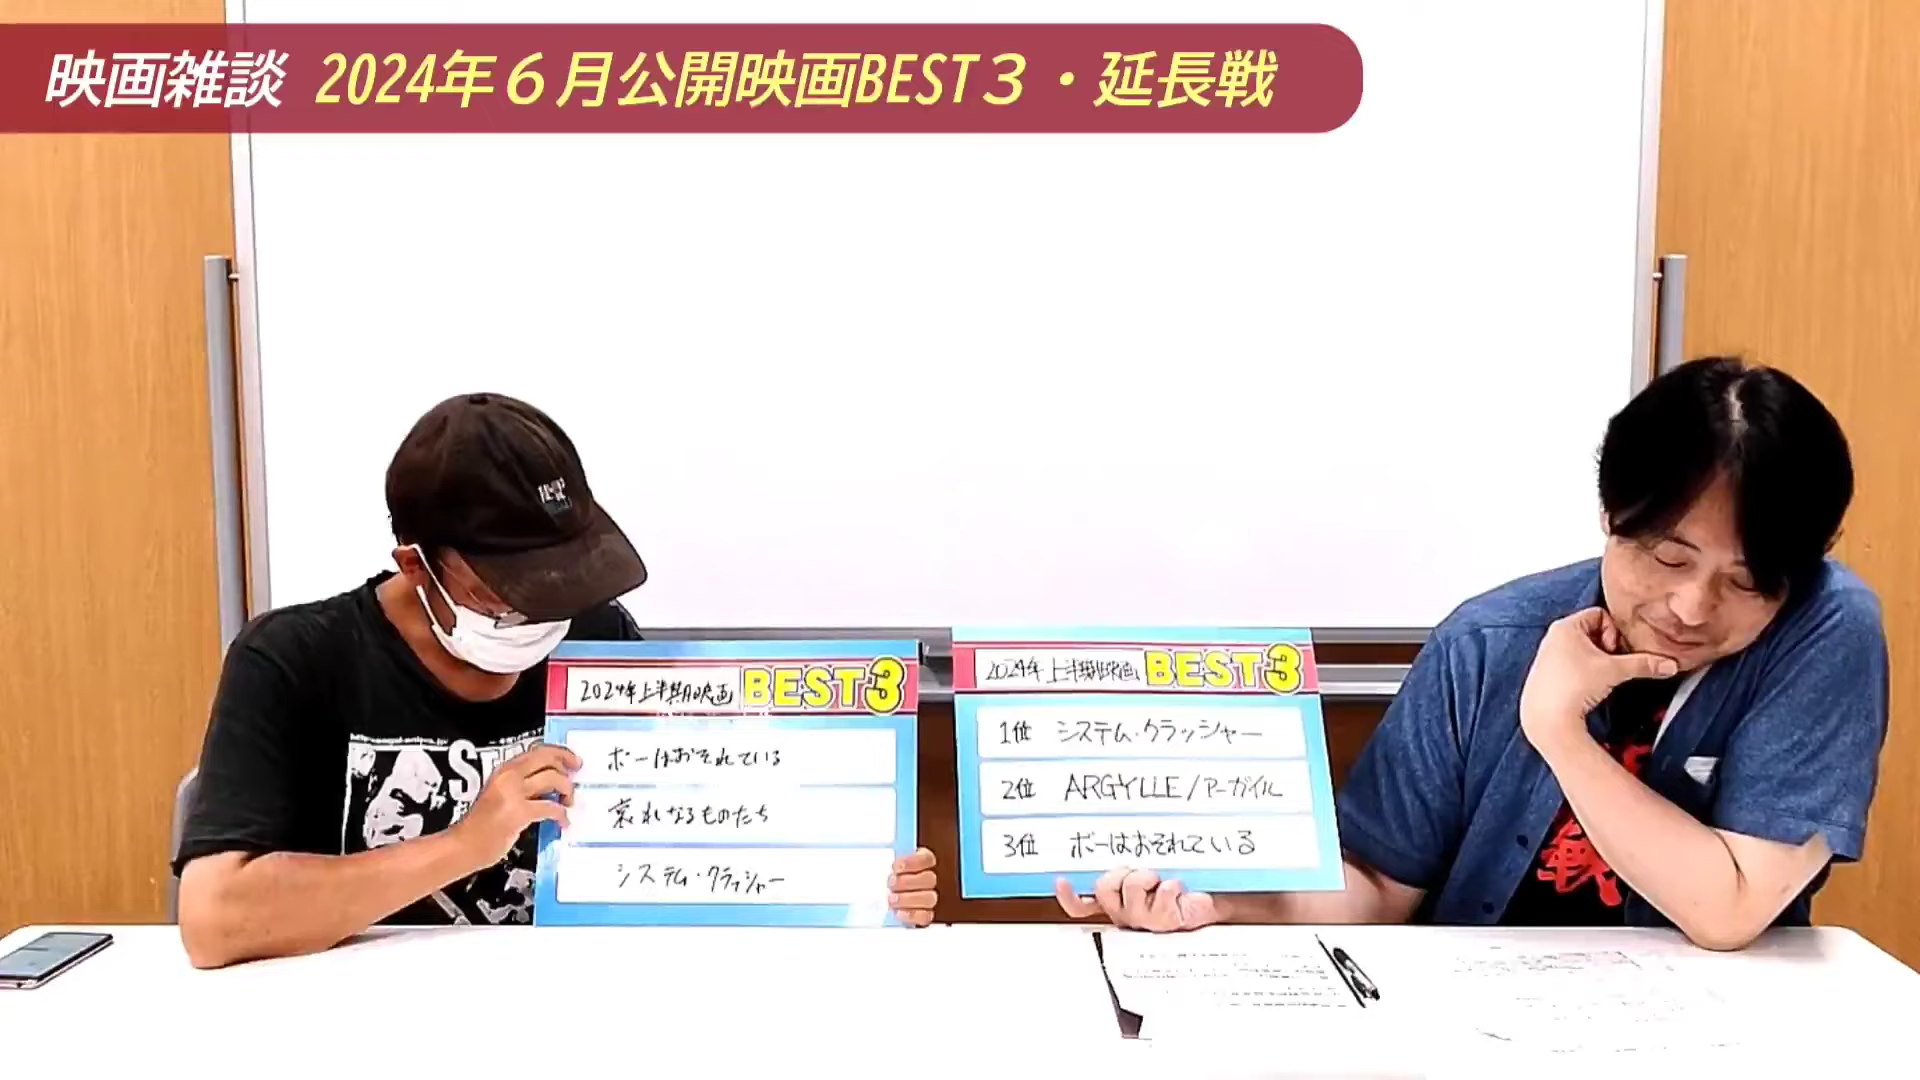 映画雑談 2024年６月公開映画BEST３・延長戦
2024年上半期映画 BEST3
ボーはおそれている
哀れなるものたち
システム・クラッシャー
2024年上半期映画 BEST3
1位 システム・クラッシャー
2位 ARGYLLE/アーガイル
3位 ボーはおそれている